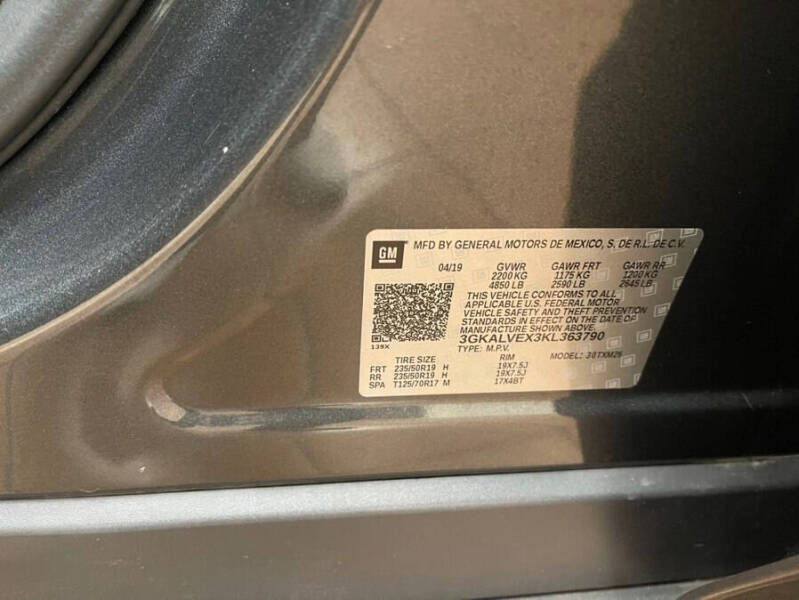 GM MFD BY GENERAL MOTORS DE MEXICO, S. DE R.L. DE C.V.
04/19 GVWR GAWR FRT GAWR RR
2200 KG 1175 KG 1200 KG
4850 LB 2590 LB 2645 LB
THIS VEHICLE CONFORMS TO ALL
APPLICABLE U.S. FEDERAL MOTOR
VEHICLE SAFETY AND THEFT PREVENTION
STANDARDS IN EFFECT ON THE DATE OF
MANUFACTURE SHOWN ABOVE.
3GKALVEX3KL363790
139X
TYPE: M.P.V. MODEL: 3 0TXM26
TIRE SIZE RIM
FRT 235/50R19 H 19X7.5J
RR 235/50R19 H 19X7.5J
SPA T125/70R17 M 17X4BT